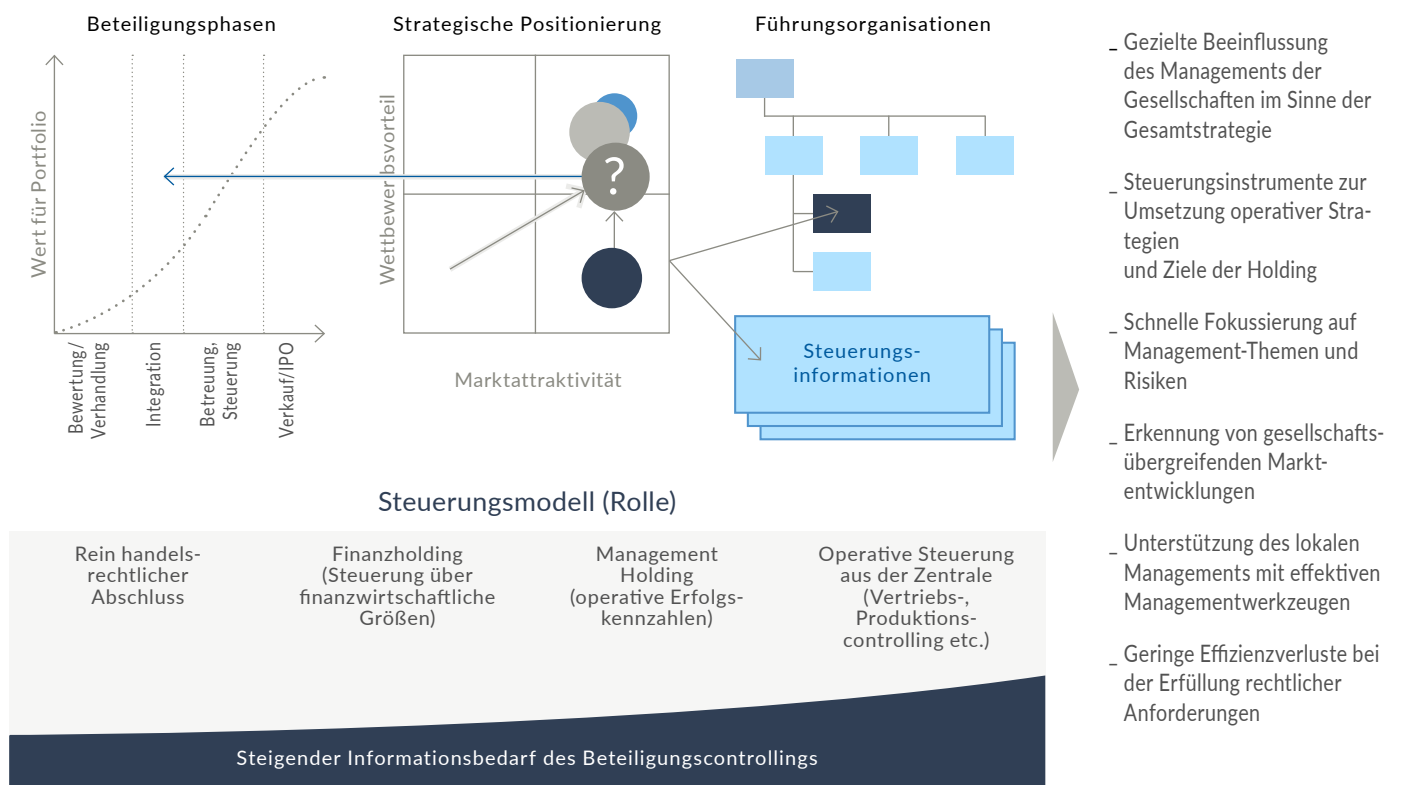 Beteiligungsphasen
Wert für Portfolio
Bewertung/
Verhandlung
Integration
Betreuung,
Steuerung
Verkauf/IPO
Strategische Positionierung
Wettbewerbsvorteil
?
Marktattraktivität
Führungsorganisationen
Steuerungs-
informationen
Steuerungsmodell (Rolle)
Rein handels-
rechtlicher
Abschluss
Finanzholding
(Steuerung über
finanzwirtschaftliche
Größen)
Management
Holding
(operative Erfolgs-
kennzahlen)
Operative Steuerung
aus der Zentrale
(Vertriebs-,
Produktions-
controlling etc.)
Steigender Informationsbedarf des Beteiligungscontrollings
_ Gezielte Beeinflussung
des Managements der
Gesellschaften im Sinne der
Gesamtstrategie
_ Steuerungsinstrumente zur
Umsetzung operativer Stra-
tegien
und Ziele der Holding
_ Schnelle Fokussierung auf
Management-Themen und
Risiken
_ Erkennung von gesellschafts-
übergreifenden Markt-
entwicklungen
_ Unterstützung des lokalen
Managements mit effektiven
Managementwerkzeugen
_ Geringe Effizienzverluste bei
der Erfüllung rechtlicher
Anforderungen